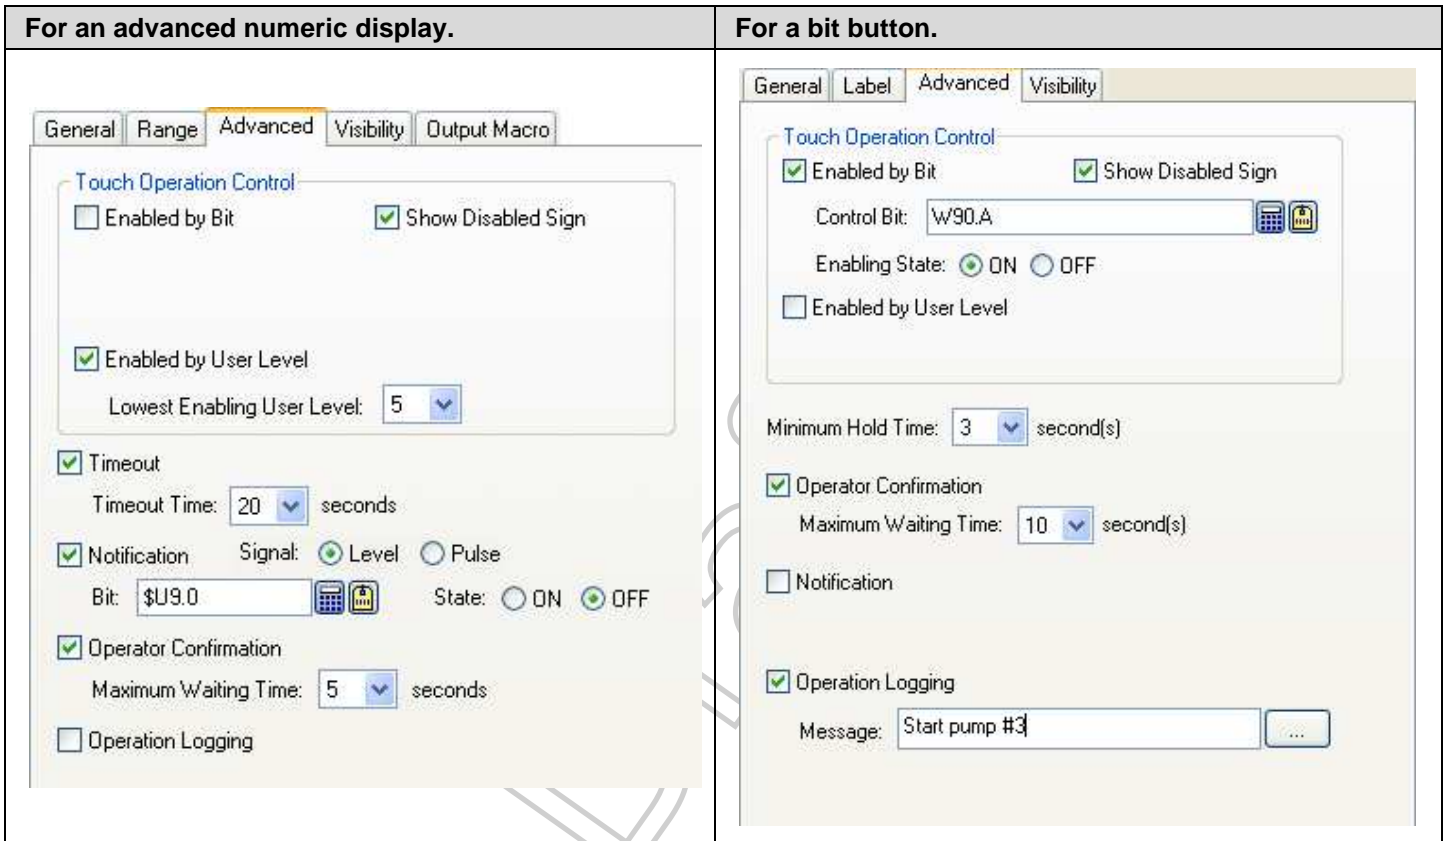 For an advanced numeric display.
General Range Advanced Visibility Output Macro
Touch Operation Control
Enabled by Bit Show Disabled Sign
Enabled by User Level
Lowest Enabling User Level: 5
Timeout
Timeout Time: 20 seconds
Notification Signal: Level Pulse
Bit: $U9.0 State: ON OFF
Operator Confirmation
Maximum Waiting Time: 5 seconds
Operation Logging
For a bit button.
General Label Advanced Visibility
Touch Operation Control
Enabled by Bit Show Disabled Sign
Control Bit: W90.A
Enabling State: ON OFF
Enabled by User Level
Minimum Hold Time: 3 second(s)
Operator Confirmation
Maximum Waiting Time: 10 second(s)
Notification
Operation Logging
Message: Start pump #3 ...